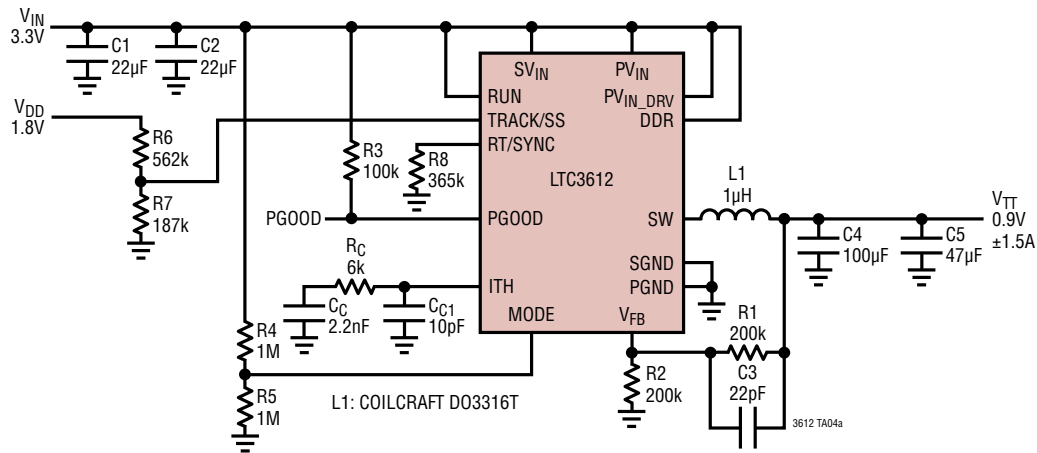 VIN
3.3V
C1
22µF
C2
22µF
VDD
1.8V
R6
562k
R7
187k
R3
100k
R8
365k
PGOOD
RC
6k
CC
2.2nF
CC1
10pF
R4
1M
R5
1M
SVIN
PVIN
RUN
PVIN_DRV
TRACK/SS
DDR
RT/SYNC
LTC3612
PGOOD
SW
SGND
ITH
PGND
MODE
VFB
L1
1µH
VTT
0.9V
±1.5A
C4
100µF
C5
47µF
R1
200k
R2
200k
C3
22pF
L1: COILCRAFT DO3316T
3612 TA04a